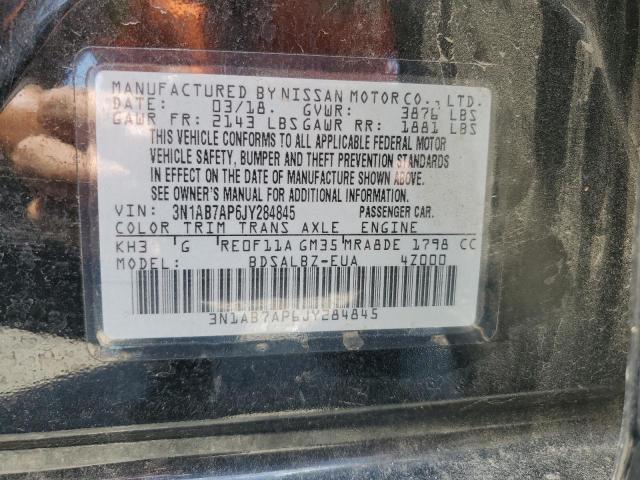 MANUFACTURED BY NISSAN MOTOR CO., LTD.
DATE: 03/18. GVWR: 3876 LBS
GAWR FR: 2143 LBS GAWR RR: 1881 LBS
THIS VEHICLE CONFORMS TO ALL APPLICABLE FEDERAL MOTOR
VEHICLE SAFETY, BUMPER AND THEFT PREVENTION STANDARDS
IN EFFECT ON THE DATE OF MANUFACTURE SHOWN ABOVE.
SEE OWNER'S MANUAL FOR ADDITIONAL INFORMATION.
VIN: 3N1AB7AP6JY284845 PASSENGER CAR.
COLOR TRIM TRANS AXLE ENGINE
KH3 G RE0F11A GM35 MRA8DE 1798 CC
MODEL: BDSALBZ-EUA 4Z000
3N1AB7AP6JY284845